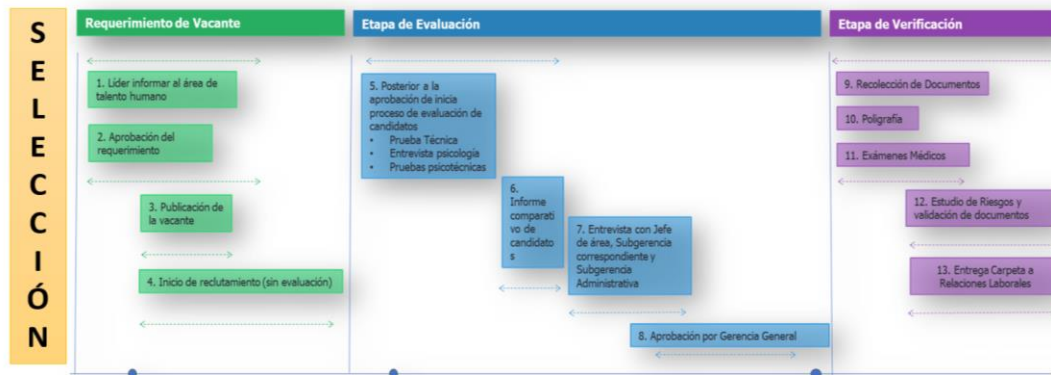 SELECCIÓN
Requerimiento de Vacante
1. Líder informar al área de
talento humano
2. Aprobación del
requerimiento
3. Publicación de
la vacante
4. Inicio de reclutamiento (sin evaluación)
Etapa de Evaluación
5. Posterior a la
aprobación de inicia
proceso de evaluación de
candidatos
• Prueba Técnica
• Entrevista psicología
• Pruebas psicotécnicas
6.
Informe
comparati
vo de
candidato
s
7. Entrevista con Jefe
de área, Subgerencia
correspondiente y
Subgerencia
Administrativa
8. Aprobación por Gerencia General
Etapa de Verificación
9. Recolección de Documentos
10. Poligrafía
11. Exámenes Médicos
12. Estudio de Riesgos y
validación de documentos
13. Entrega Carpeta a
Relaciones Laborales